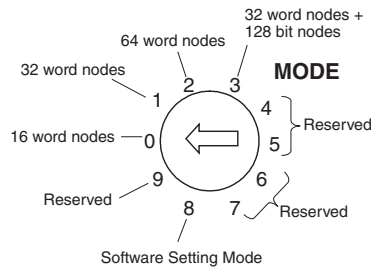 32 word nodes +
128 bit nodes
64 word nodes
MODE
32 word nodes
2
3
1
4
Reserved
16 word nodes
0
5
9
6
Reserved
8
7
Reserved
Software Setting Mode